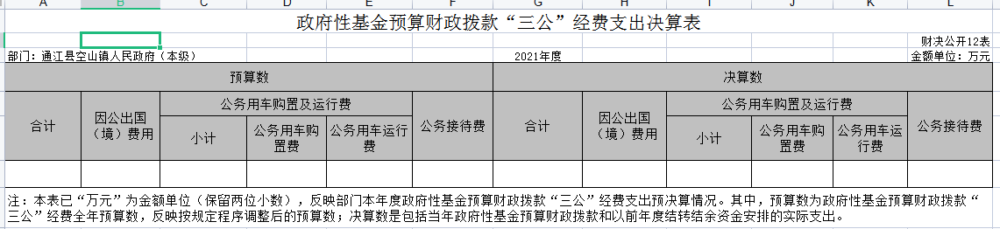 A B C D E F G H I J K L
政府性基金预算财政拨款“三公”经费支出决算表
财决公开12表
部门：通江县空山镇人民政府（本级） 2021年度 金额单位：万元
预算数 决算数
合计 因公出国（境）费用 公务用车购置及运行费 公务接待费 合计 因公出国（境）费用 公务用车购置及运行费 公务接待费
小计 公务用车购置费 公务用车运行费 小计 公务用车购置费 公务用车运行费
注：本表已“万元”为金额单位（保留两位小数），反映部门本年度政府性基金预算财政拨款“三公”经费支出预决算情况。其中，预算数为政府性基金预算财政拨款“
三公”经费全年预算数，反映按规定程序调整后的预算数；决算数是包括当年政府性基金预算财政拨款和以前年度结转结余资金安排的实际支出。